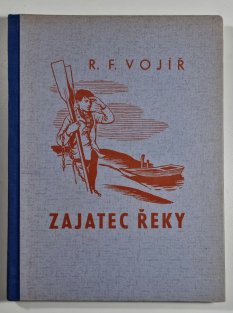 R. F. VOJÍŘ
ZAJATEC ŘEKY